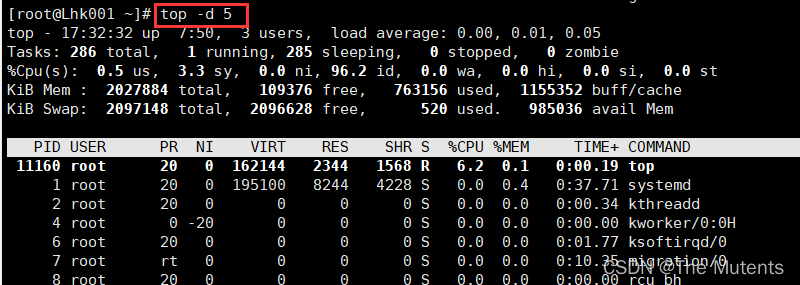 [root@Lhk001 ~]# top -d 5
top - 17:32:32 up  7:50,  3 users,  load average: 0.00, 0.01, 0.05
Tasks: 286 total,   1 running, 285 sleeping,   0 stopped,   0 zombie
%Cpu(s):  0.5 us,  3.3 sy,  0.0 ni, 96.2 id,  0.0 wa,  0.0 hi,  0.0 si,  0.0 st
KiB Mem :  2027884 total,   109376 free,   763156 used,  1155352 buff/cache
KiB Swap:  2097148 total,  2096628 free,      520 used.   985036 avail Mem
PID USER      PR  NI    VIRT    RES    SHR S  %CPU %MEM     TIME+ COMMAND
11160 root      20   0  162144   2344   1568 R   6.2  0.1   0:00.19 top
1 root      20   0  195100   8244   4228 S   0.0  0.4   0:37.71 systemd
2 root      20   0       0      0      0 S   0.0  0.0   0:00.34 kthreadd
4 root       0 -20       0      0      0 S   0.0  0.0   0:00.00 kworker/0:0H
6 root      20   0       0      0      0 S   0.0  0.0   0:01.77 ksoftirqd/0
7 root      rt   0       0      0      0 S   0.0  0.0   0:10.35 migration/0
8 root      20   0       0      0      0 S   0.0  0.0   0:00.00 rcu_bh
CSDN @The Mutents